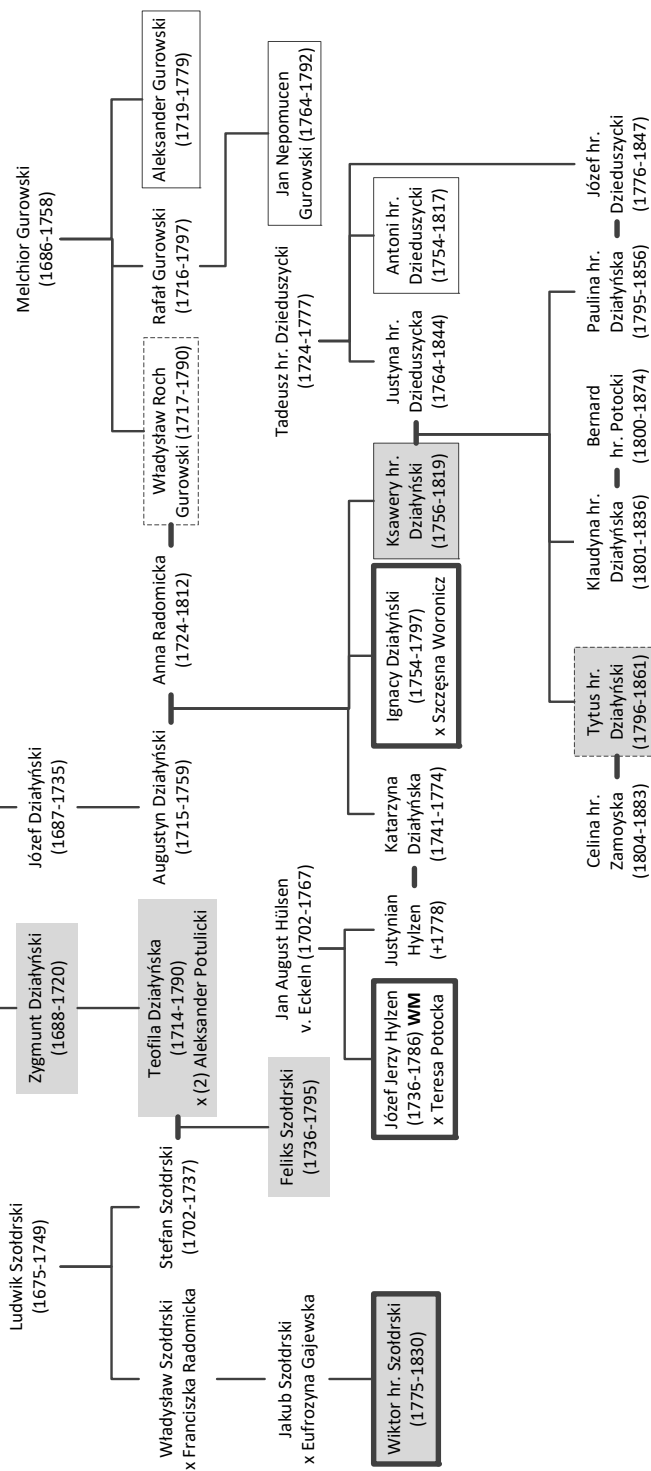 Ludwik Szołdrski
(1675-1749)
Władysław Szołdrski
x Franciszka Radomicka
Stefan Szołdrski
(1702-1737)
Jakub Szołdrski
x Eufrozyna Gajewska
Wiktor hr. Szołdrski
(1775-1830)
Zygmunt Działyński
(1688-1720)
Teofila Działyńska
(1714-1790)
x (2) Aleksander Potulicki
Feliks Szołdrski
(1736-1795)
Józef Działyński
(1687-1735)
Augustyn Działyński
(1715-1759)
Anna Radomicka
(1724-1812)
Melchior Gurowski
(1686-1758)
Władysław Roch
Gurowski (1717-1790)
Rafał Gurowski
(1716-1797)
Aleksander Gurowski
(1719-1779)
Jan Nepomucen
Gurowski (1764-1792)
Jan August Hülsen
v. Eckeln (1702-1767)
Józef Jerzy Hylzen
(1736-1786) WM
x Teresa Potocka
Justynian
Hylzen
(+1778)
Katarzyna
Działyńska
(1741-1774)
Ignacy Działyński
(1754-1797)
x Szczęsna Woronicz
Ksawery hr.
Działyński
(1756-1819)
Tadeusz hr. Dzieduszycki
(1724-1777)
Justyna hr.
Dzieduszycka
(1764-1844)
Antoni hr.
Dzieduszycki
(1754-1817)
Celina hr.
Zamoyska
(1804-1883)
Tytus hr.
Działyński
(1796-1861)
Klaudyna hr.
Działyńska
(1801-1836)
Bernard
hr. Potocki
(1800-1874)
Paulina hr.
Działyńska
(1795-1856)
Józef hr.
Dzieduszycki
(1776-1847)